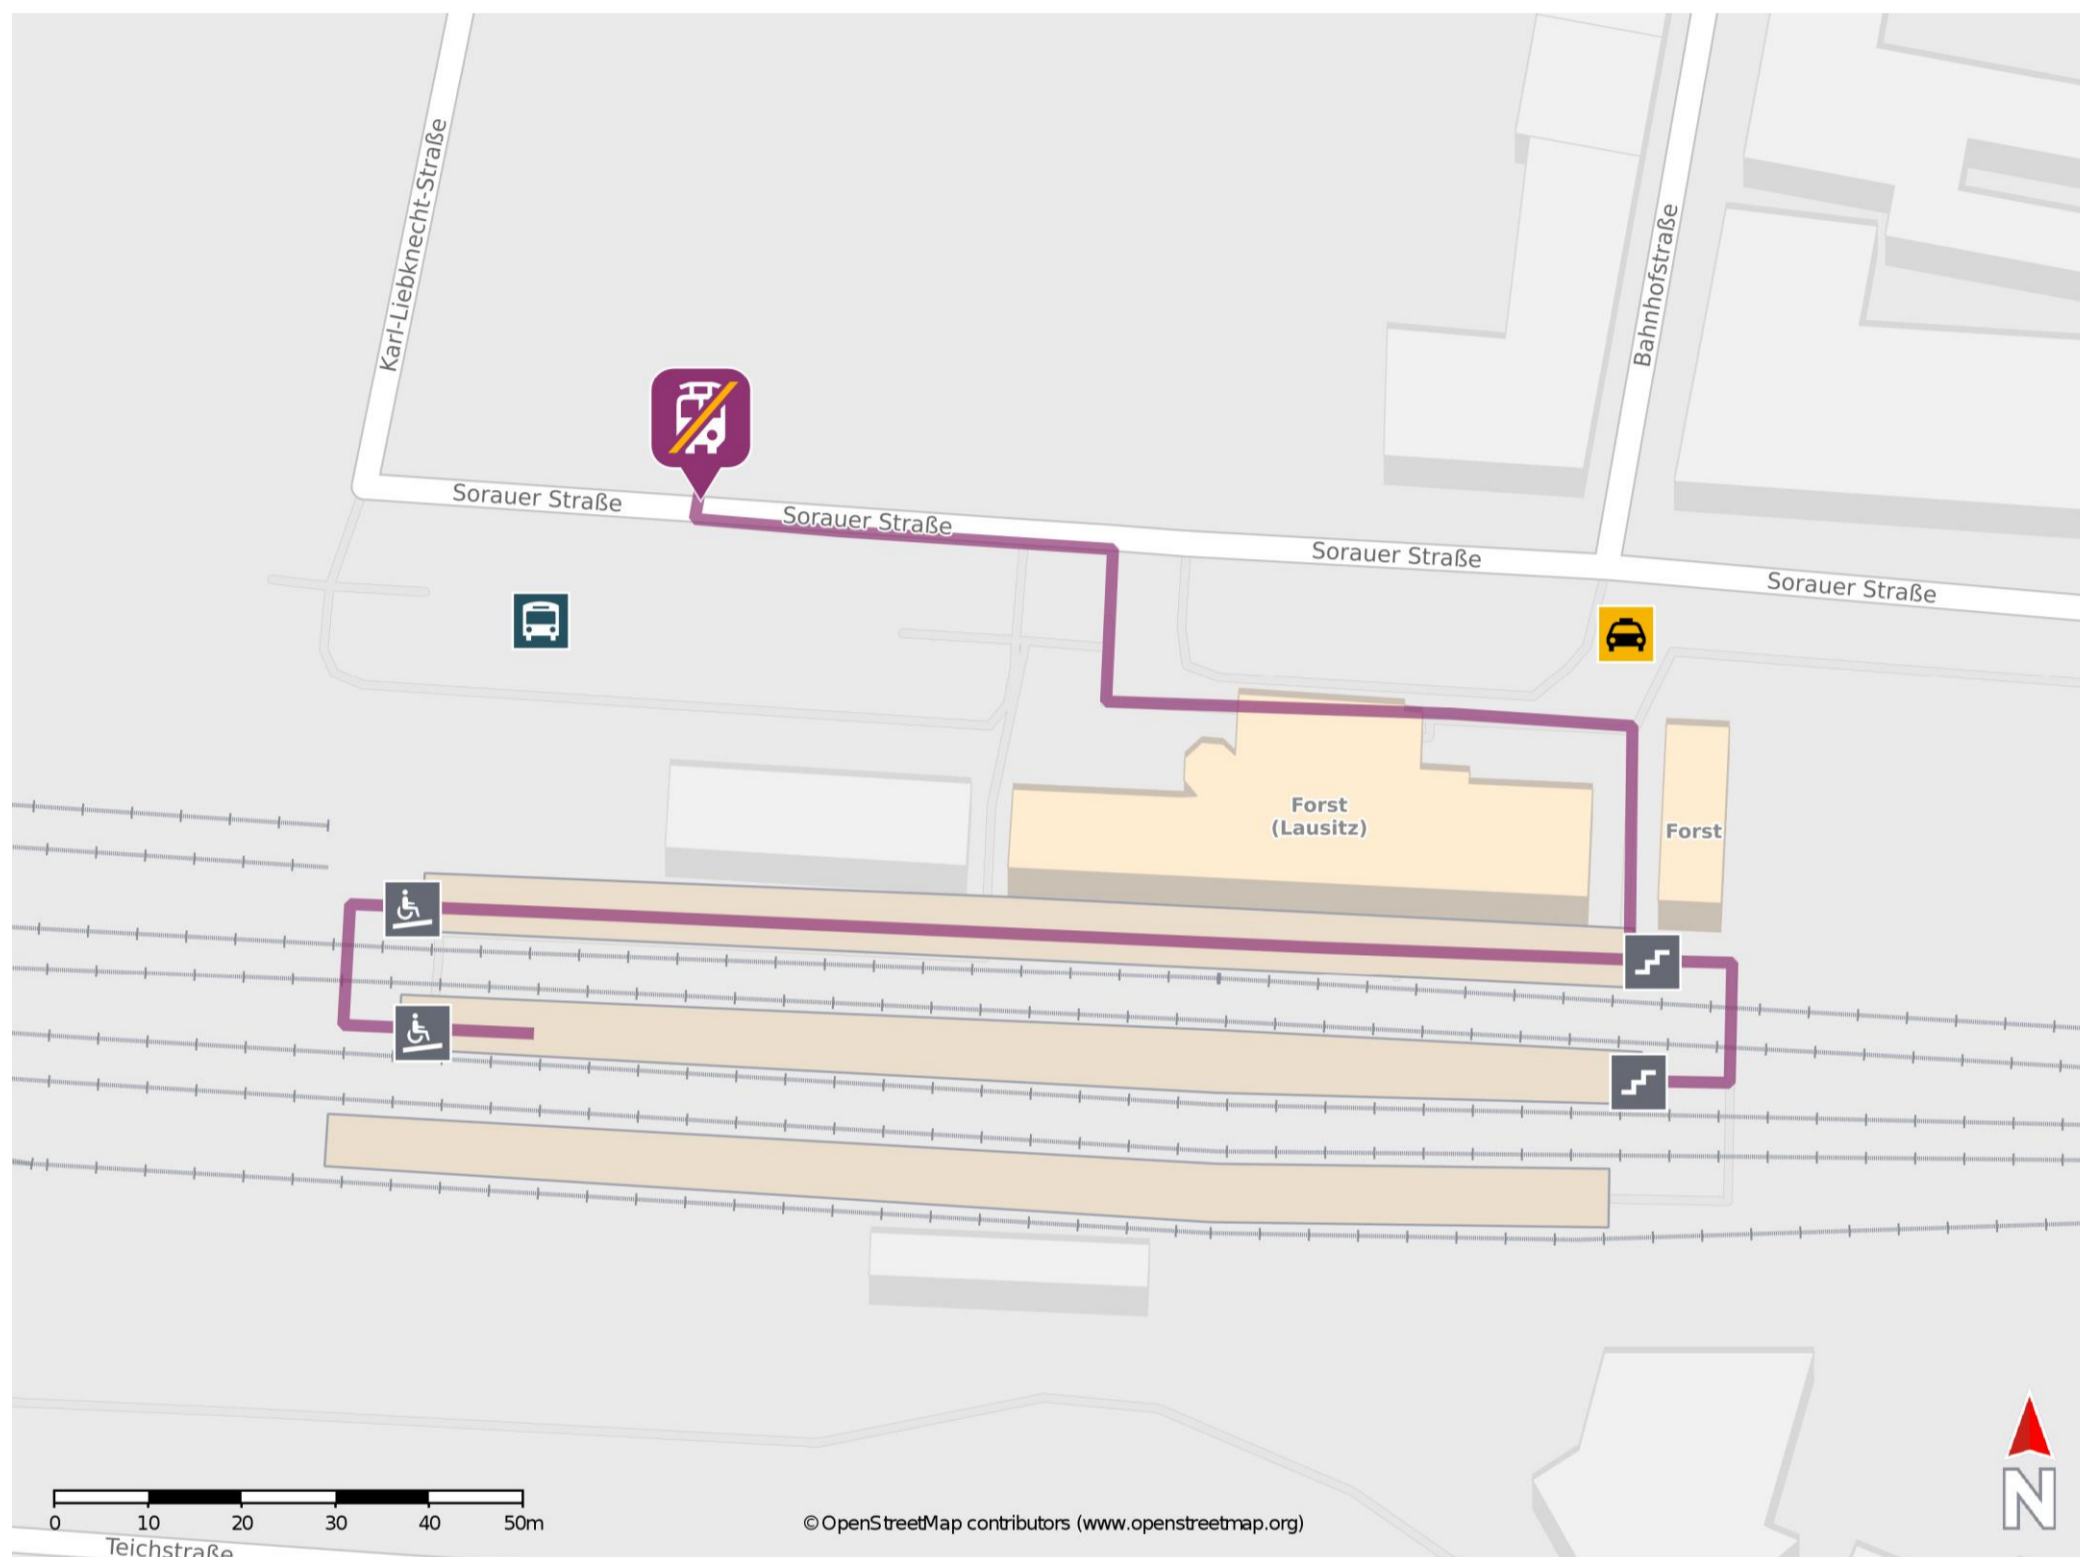 Karl-Liebknecht-Straße
Bahnhofstraße
Sorauer Straße
Sorauer Straße
Sorauer Straße
Sorauer Straße
Forst
(Lausitz)
Forst
0 10 20 30 40 50m
© OpenStreetMap contributors (www.openstreetmap.org)
N
Teichstraße